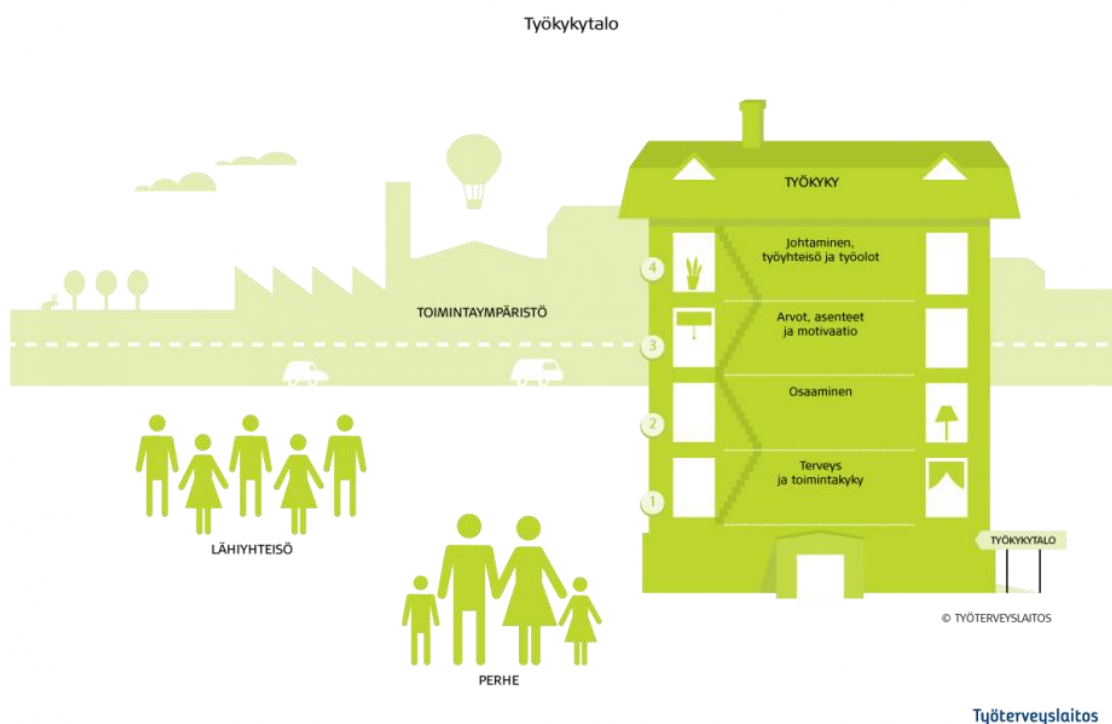 Työkykytalo
TYÖKYKY
4
Johtaminen,
työyhteisö ja työolot
3
Arvot, asenteet
ja motivaatio
2
Osaaminen
1
Terveys
ja toimintakyky
TOIMINTAYMPÄRISTÖ
LÄHIYHTEISÖ
PERHE
TYÖKYKYTALO
© TYÖTERVEYSLAITOS
Työterveyslaitos